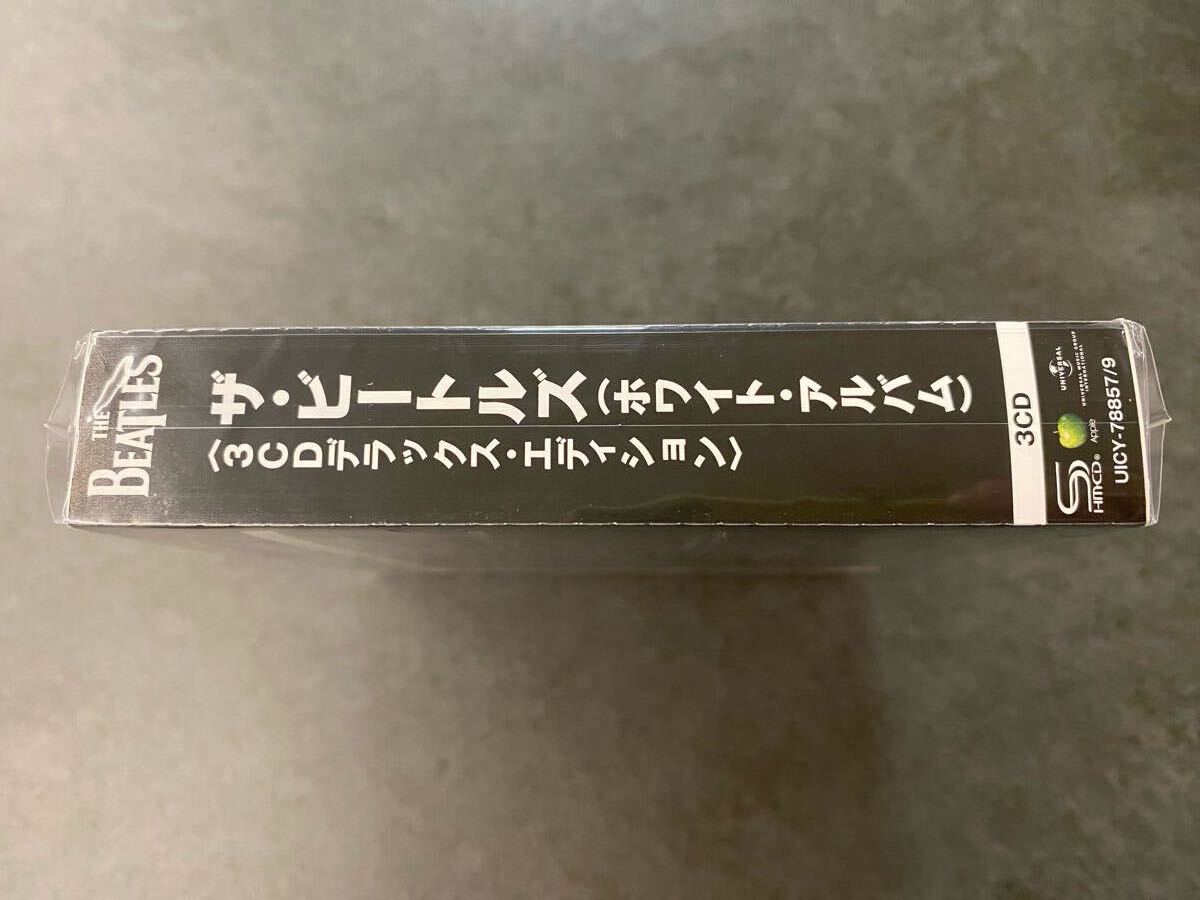 THE
BEATLES
ザ・ビートルズ(ホワイト・アルバム)
〈3CDデラックス・エディション〉
3CD
SHM-CD®
Apple
UNIVERSAL
UNIVERSAL MUSIC GROUP
INTERNATIONAL
UICY-78857/9